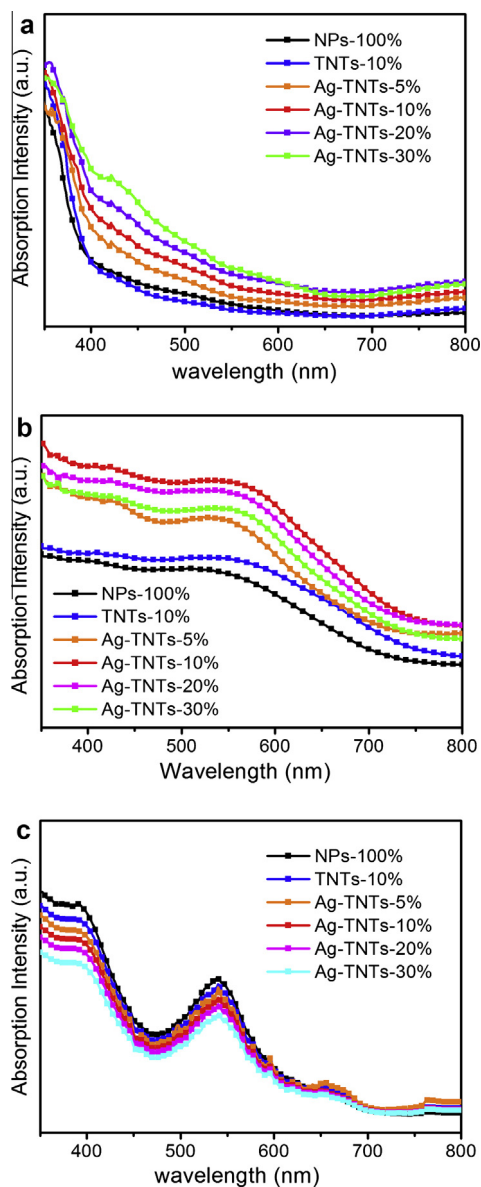 a
NPs-100%
TNTs-10%
Ag-TNTs-5%
Ag-TNTs-10%
Ag-TNTs-20%
Ag-TNTs-30%
Absorption Intensity (a.u.)
400 500 600 700 800
wavelength (nm)
b
NPs-100%
TNTs-10%
Ag-TNTs-5%
Ag-TNTs-10%
Ag-TNTs-20%
Ag-TNTs-30%
Absorption Intensity (a.u.)
400 500 600 700 800
Wavelength (nm)
c
NPs-100%
TNTs-10%
Ag-TNTs-5%
Ag-TNTs-10%
Ag-TNTs-20%
Ag-TNTs-30%
Absorption Intensity (a.u.)
400 500 600 700 800
wavelength (nm)